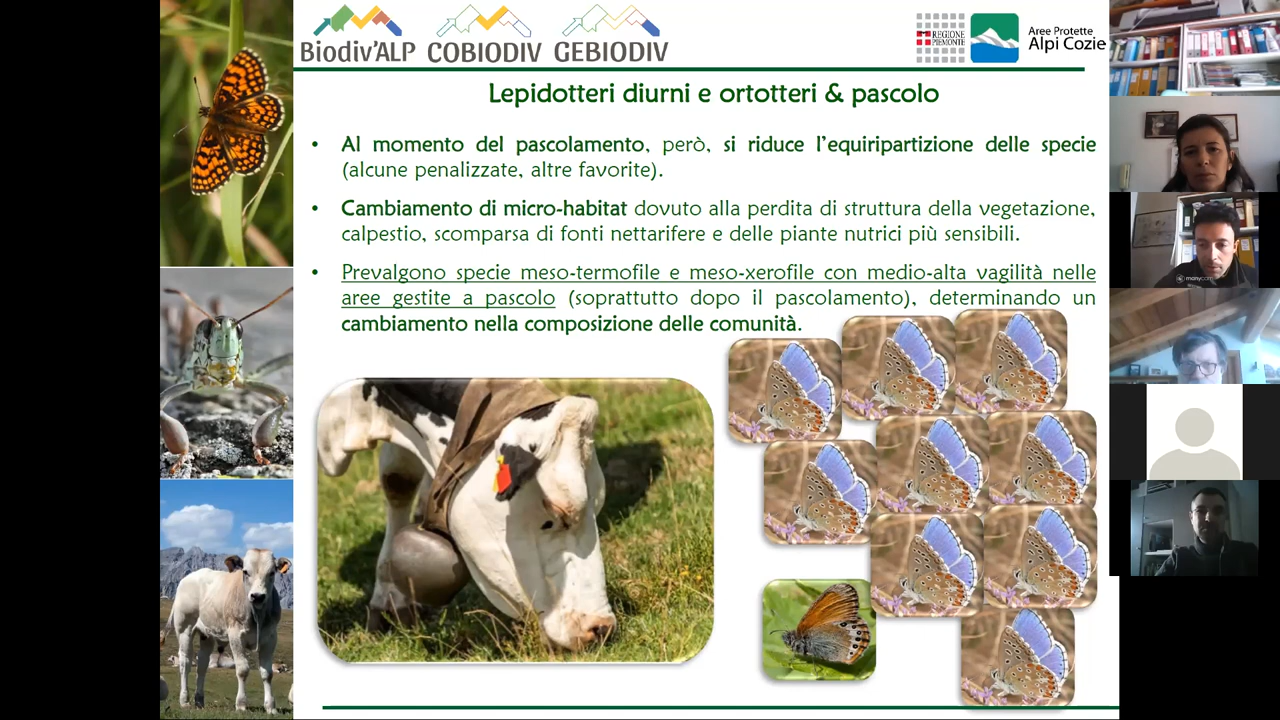 Biodiv'ALP COBIODIV GEBIODIV
REGIONE
PIEMONTE
Aree Protette
Alpi Cozie
Lepidotteri diurni e ortotteri & pascolo
• Al momento del pascolamento, però, si riduce l'equiripartizione delle specie
(alcune penalizzate, altre favorite).
• Cambiamento di micro-habitat dovuto alla perdita di struttura della vegetazione,
calpestio, scomparsa di fonti nettarifere e delle piante nutrici più sensibili.
• Prevalgono specie meso-termofile e meso-xerofile con medio-alta vagilità nelle
aree gestite a pascolo (soprattutto dopo il pascolamento), determinando un
cambiamento nella composizione delle comunità.
manycam